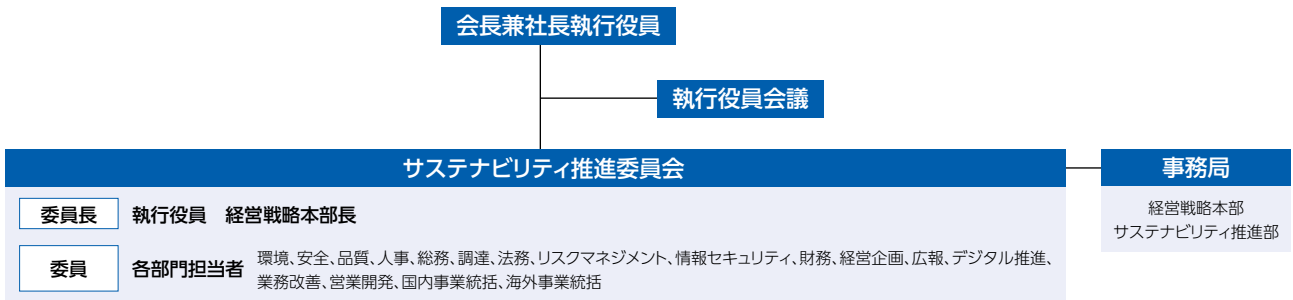 会長兼社長執行役員
執行役員会議
サステナビリティ推進委員会
事務局
委員長 執行役員　経営戦略本部長
経営戦略本部
サステナビリティ推進部
委員 各部門担当者 環境、安全、品質、人事、総務、調達、法務、リスクマネジメント、情報セキュリティ、財務、経営企画、広報、デジタル推進、
業務改善、営業開発、国内事業統括、海外事業統括